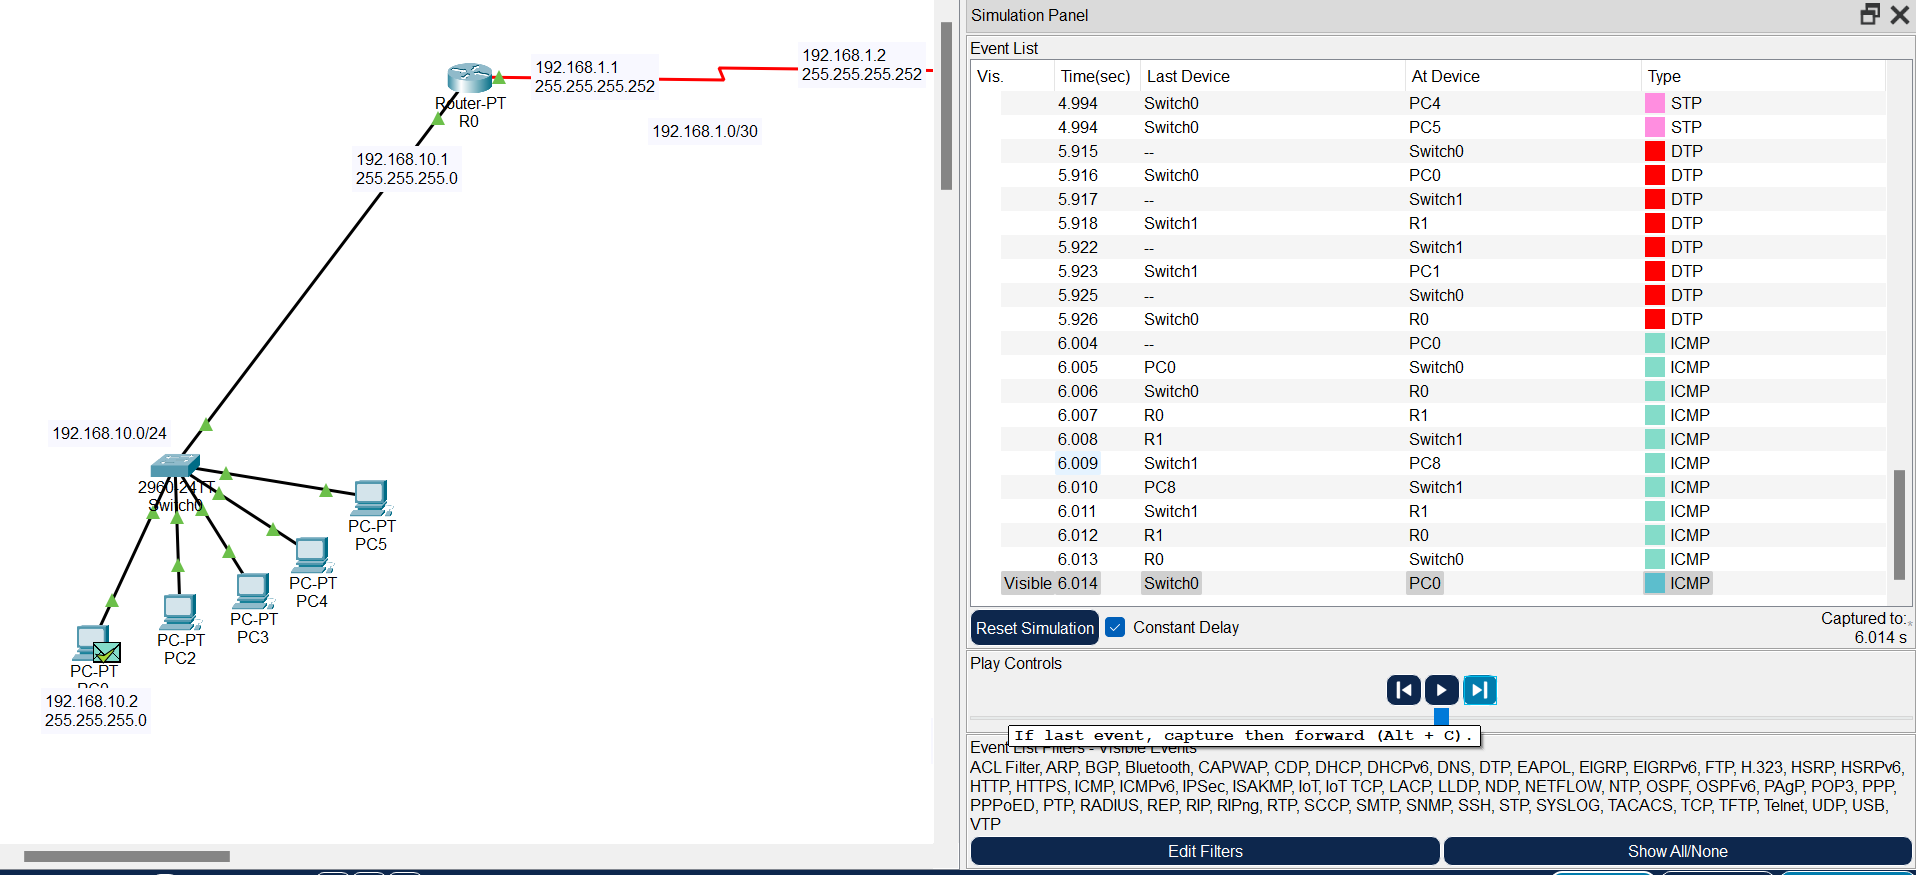 192.168.1.1
255.255.255.252
192.168.1.2
255.255.255.252
Router-PT
R0
192.168.1.0/30
192.168.10.1
255.255.255.0
192.168.10.0/24
2960-24TT
Switch0
PC-PT
PC5
PC-PT
PC4
PC-PT
PC3
PC-PT
PC2
PC-PT
PC0
192.168.10.2
255.255.255.0
Simulation Panel
Event List
Vis. Time(sec) Last Device At Device Type
4.994 Switch0 PC4 STP
4.994 Switch0 PC5 STP
5.915 -- Switch0 DTP
5.916 Switch0 PC0 DTP
5.917 -- Switch1 DTP
5.918 Switch1 R1 DTP
5.922 -- Switch1 DTP
5.923 Switch1 PC1 DTP
5.925 -- Switch0 DTP
5.926 Switch0 R0 DTP
6.004 -- PC0 ICMP
6.005 PC0 Switch0 ICMP
6.006 Switch0 R0 ICMP
6.007 R0 R1 ICMP
6.008 R1 Switch1 ICMP
6.009 Switch1 PC8 ICMP
6.010 PC8 Switch1 ICMP
6.011 Switch1 R1 ICMP
6.012 R1 R0 ICMP
6.013 R0 Switch0 ICMP
Visible 6.014 Switch0 PC0 ICMP
Reset Simulation Constant Delay
Captured to:
6.014 s
Play Controls
If last event, capture then forward (Alt + C).
Event List Filters - Visible Events
ACL Filter, ARP, BGP, Bluetooth, CAPWAP, CDP, DHCP, DHCPv6, DNS, DTP, EAPOL, EIGRP, EIGRPv6, FTP, H.323, HSRP, HSRPv6,
HTTP, HTTPS, ICMP, ICMPv6, IPSec, ISAKMP, IoT, IoT TCP, LACP, LLDP, NDP, NETFLOW, NTP, OSPF, OSPFv6, PAgP, POP3, PPP,
PPPoED, PTP, RADIUS, REP, RIP, RIPng, RTP, SCCP, SMTP, SNMP, SSH, STP, SYSLOG, TACACS, TCP, TFTP, Telnet, UDP, USB,
VTP
Edit Filters Show All/None